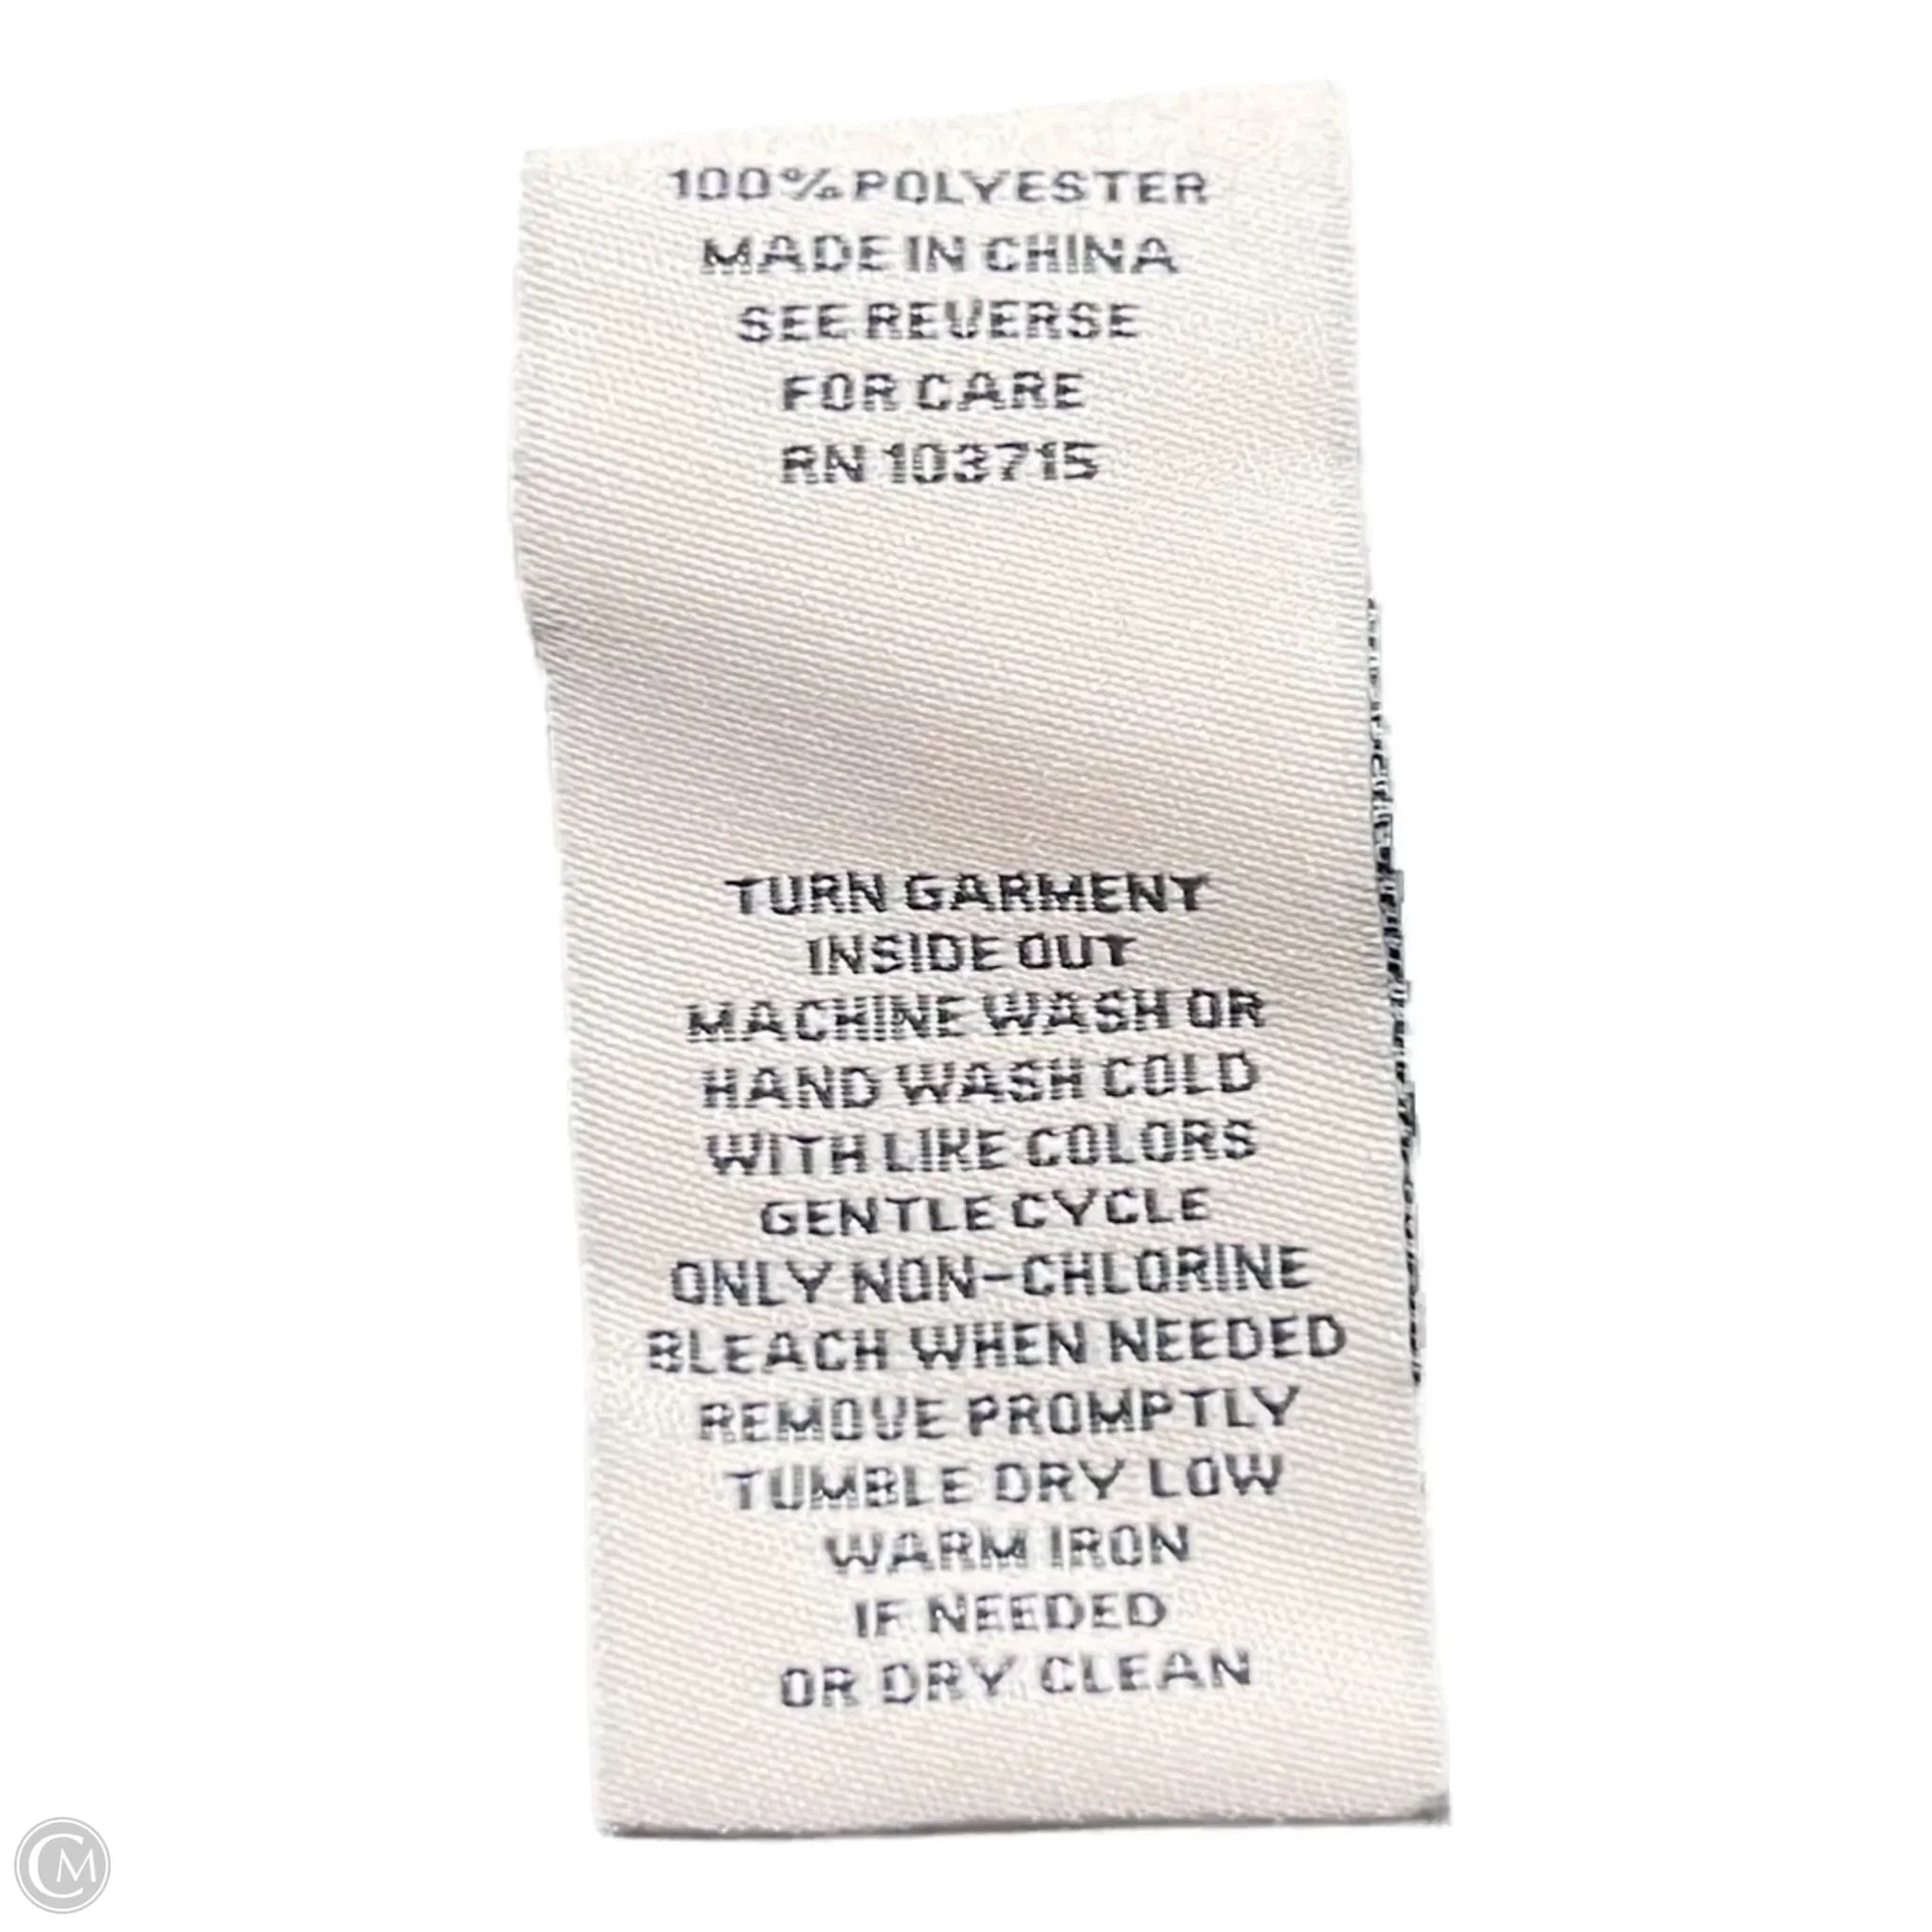 100% POLYESTER
MADE IN CHINA
SEE REVERSE
FOR CARE
RN 103715
TURN GARMENT
INSIDE OUT
MACHINE WASH OR
HAND WASH COLD
WITH LIKE COLORS
GENTLE CYCLE
ONLY NON-CHLORINE
BLEACH WHEN NEEDED
REMOVE PROMPTLY
TUMBLE DRY LOW
WARM IRON
IF NEEDED
OR DRY CLEAN
CM